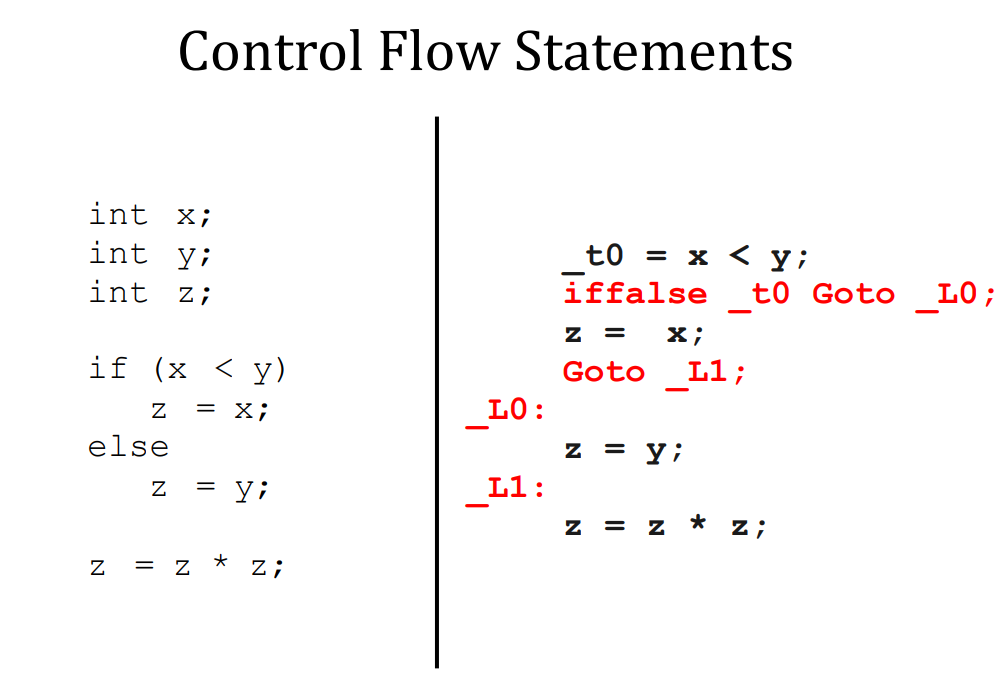 Control Flow Statements
int x;
int y;
int z;
if (x < y)
z = x;
else
z = y;
z = z * z;
_t0 = x < y;
iffalse _t0 Goto _L0;
z = x;
Goto _L1;
_L0:
z = y;
_L1:
z = z * z;